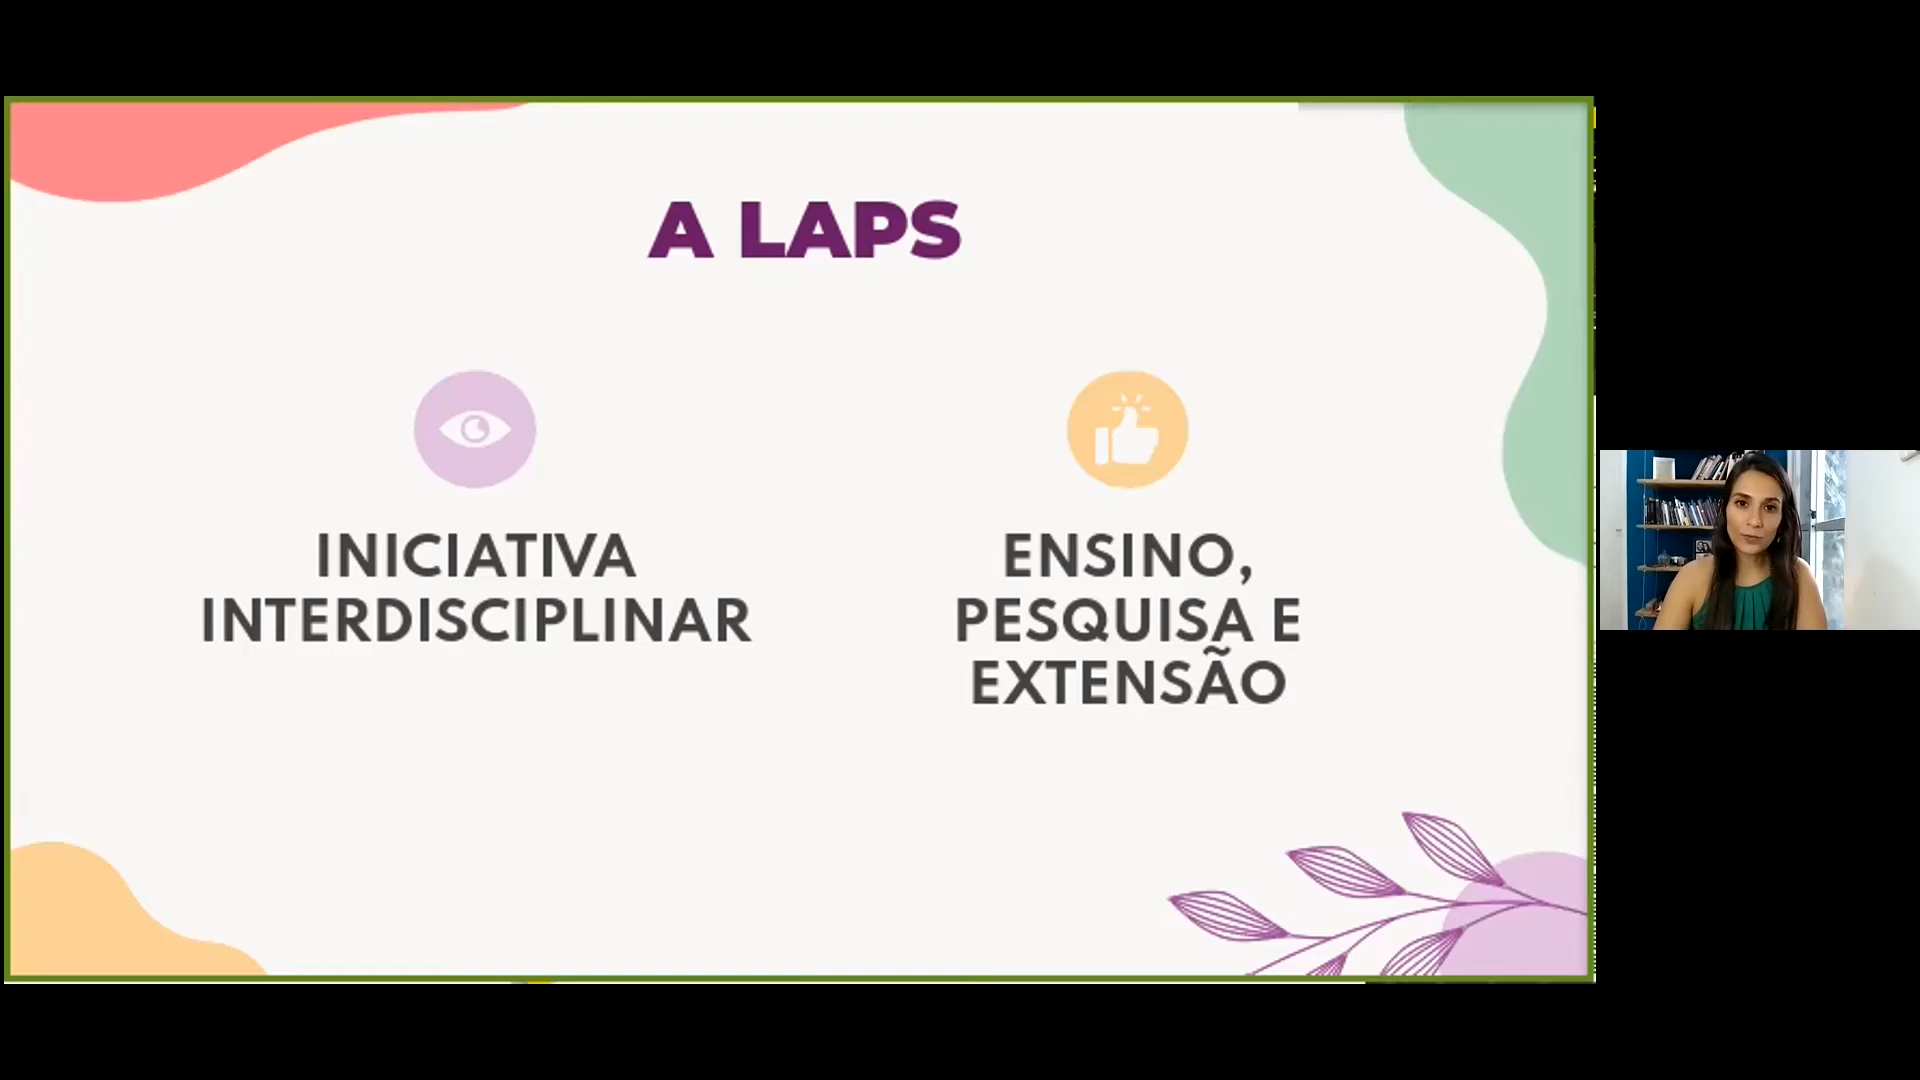 A LAPS
INICIATIVA
INTERDISCIPLINAR
ENSINO,
PESQUISA E
EXTENSÃO